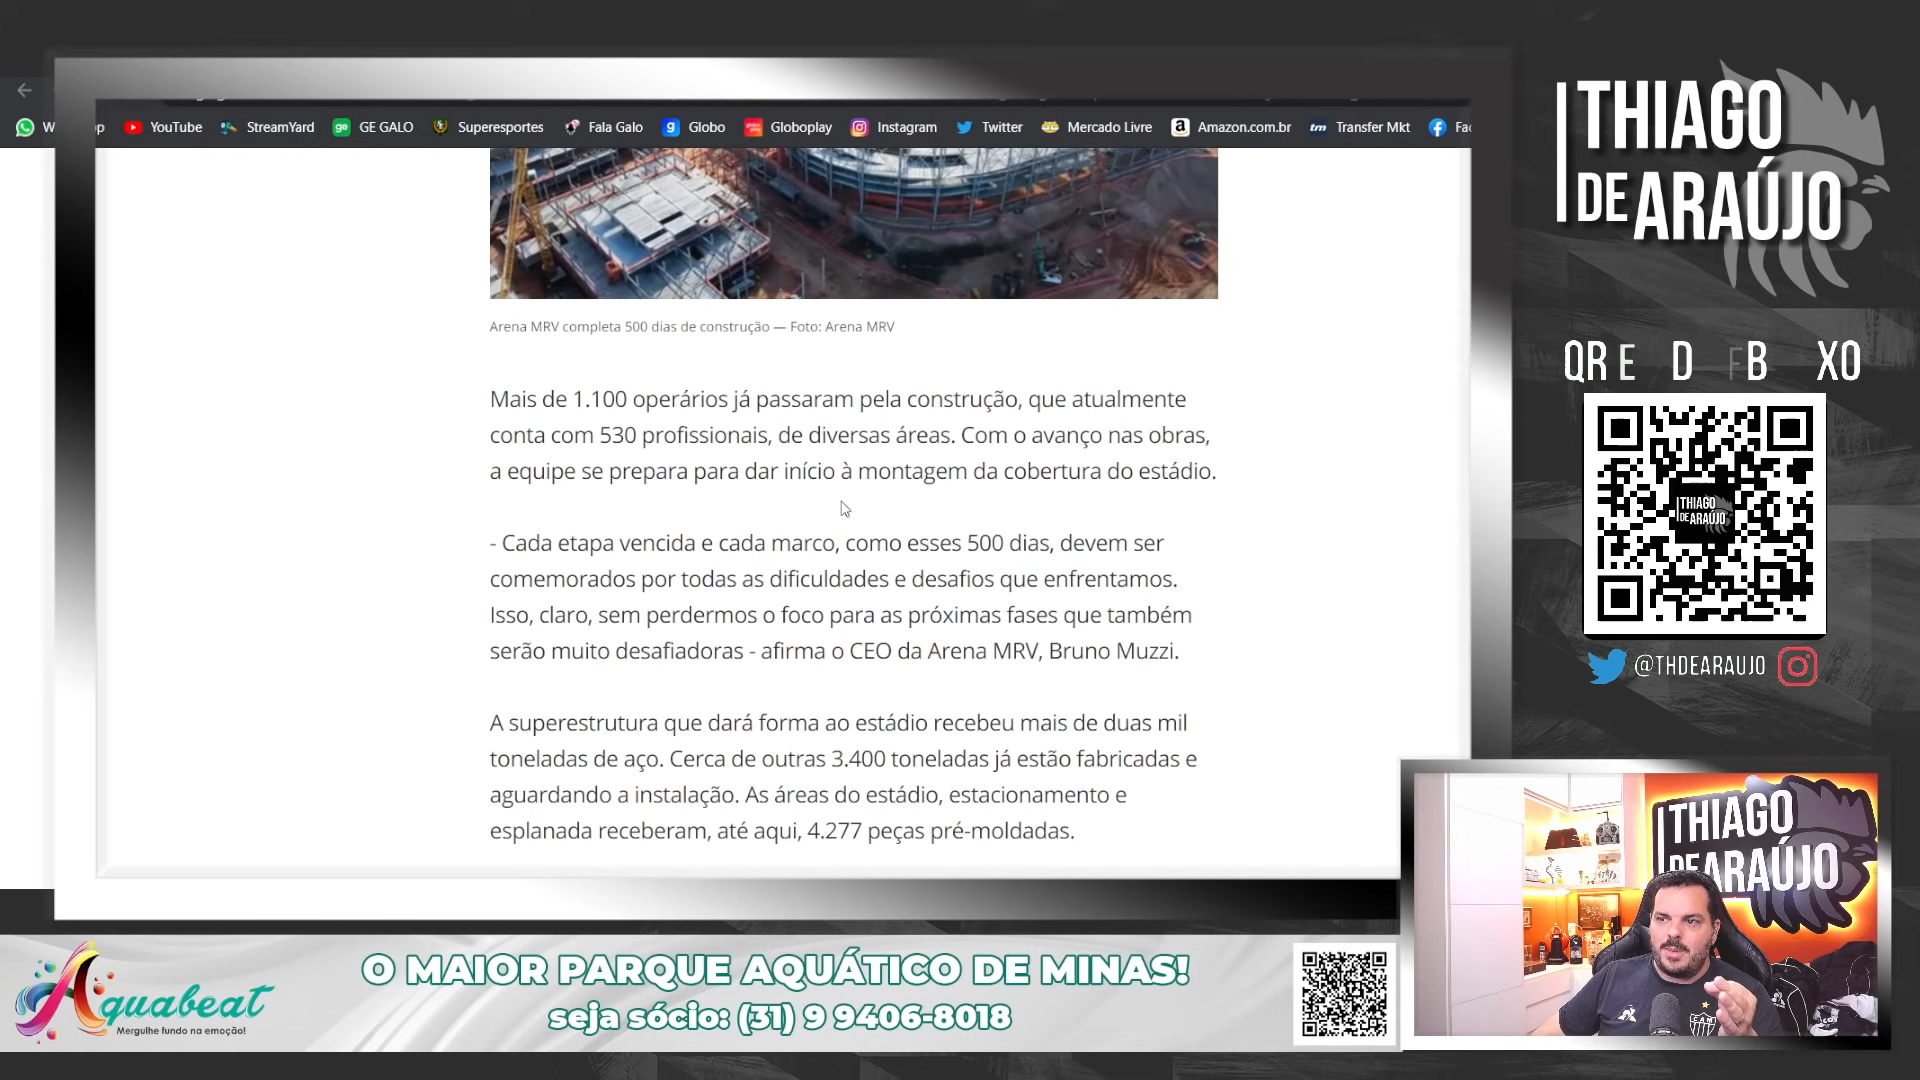 YouTube StreamYard GE GALO Superesportes Fala Galo Globo Globoplay Instagram Twitter Mercado Livre Amazon.com.br Transfer Mkt
Arena MRV completa 500 dias de construção — Foto: Arena MRV
Mais de 1.100 operários já passaram pela construção, que atualmente
conta com 530 profissionais, de diversas áreas. Com o avanço nas obras,
a equipe se prepara para dar início à montagem da cobertura do estádio.
- Cada etapa vencida e cada marco, como esses 500 dias, devem ser
comemorados por todas as dificuldades e desafios que enfrentamos.
Isso, claro, sem perdermos o foco para as próximas fases que também
serão muito desafiadoras - afirma o CEO da Arena MRV, Bruno Muzzi.
A superestrutura que dará forma ao estádio recebeu mais de duas mil
toneladas de aço. Cerca de outras 3.400 toneladas já estão fabricadas e
aguardando a instalação. As áreas do estádio, estacionamento e
esplanada receberam, até aqui, 4.277 peças pré-moldadas.
THIAGO
DE ARAÚJO
QR E D F B XO
THIAGO
DE ARAÚJO
@THDEARAUJO
THIAGO
DE ARAÚJO
CAM
Aquabeat
Mergulhe fundo na emoção!
O MAIOR PARQUE AQUÁTICO DE MINAS!
seja sócio: (31) 9 9406-8018